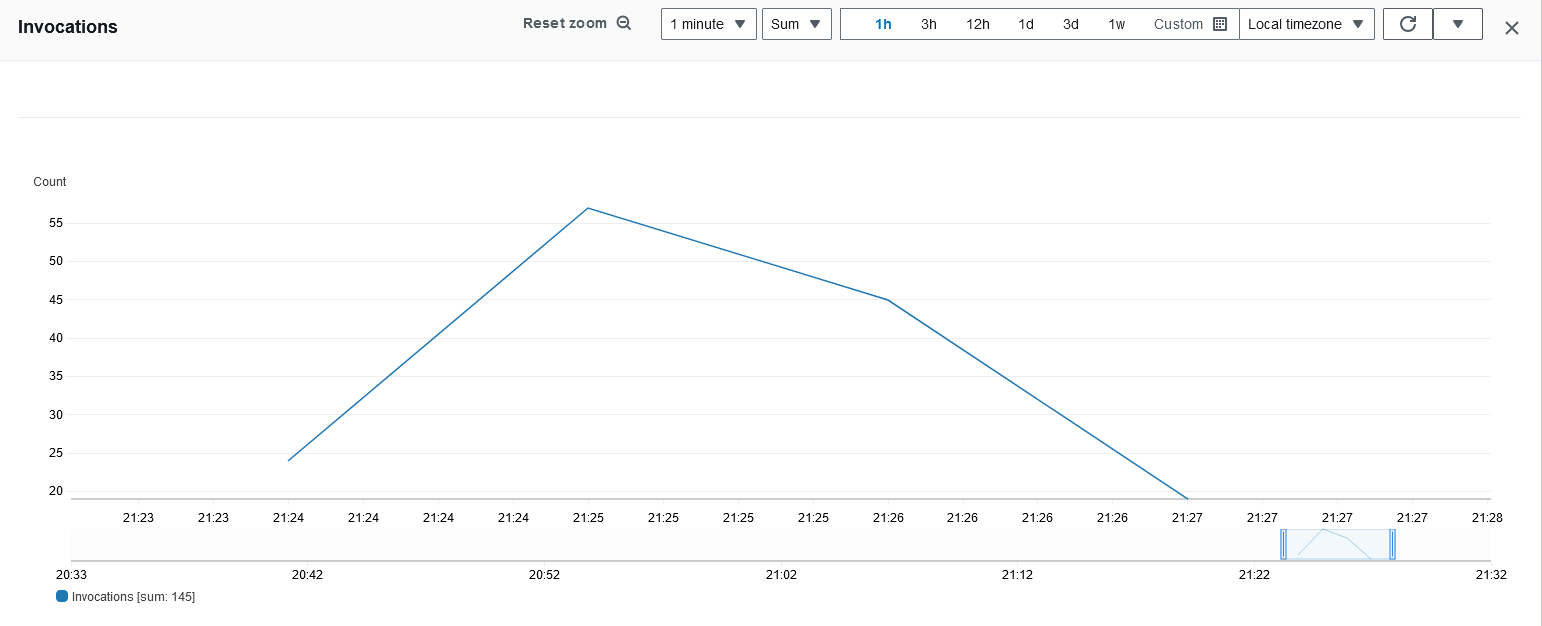 Invocations
Reset zoom
1 minute
Sum
1h 3h 12h 1d 3d 1w Custom
Local timezone
Count
55
50
45
40
35
30
25
20
21:23 21:23 21:24 21:24 21:24 21:24 21:25 21:25 21:25 21:25 21:26 21:26 21:26 21:26 21:27 21:27 21:27 21:27 21:28
20:33 20:42 20:52 21:02 21:12 21:22 21:32
Invocations [sum: 145]